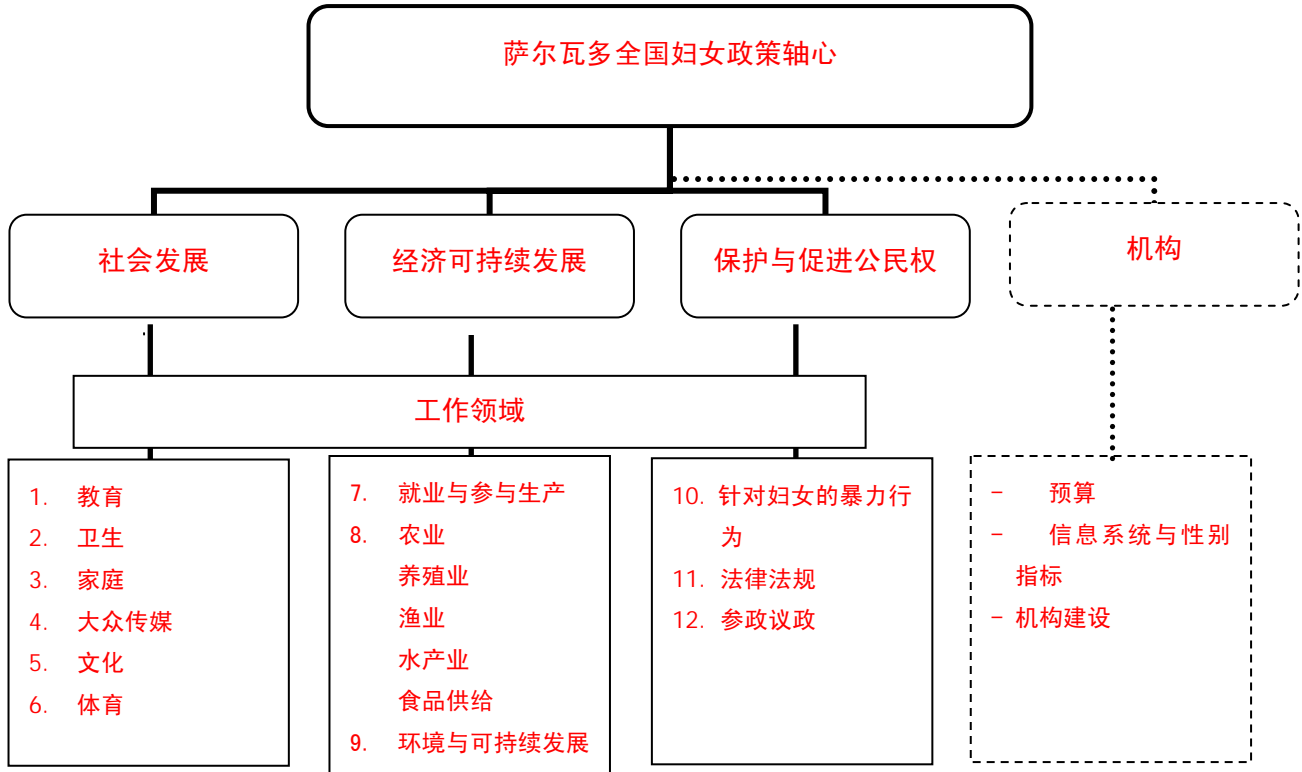 萨尔瓦多全国妇女政策轴心
社会发展
经济可持续发展
保护与促进公民权
机构
工作领域
1. 教育
2. 卫生
3. 家庭
4. 大众传媒
5. 文化
6. 体育
7. 就业与参与生产
8. 农业
养殖业
渔业
水产业
食品供给
9. 环境与可持续发展
10. 针对妇女的暴力行
为
11. 法律法规
12. 参政议政
- 预算
- 信息系统与性别
指标
- 机构建设